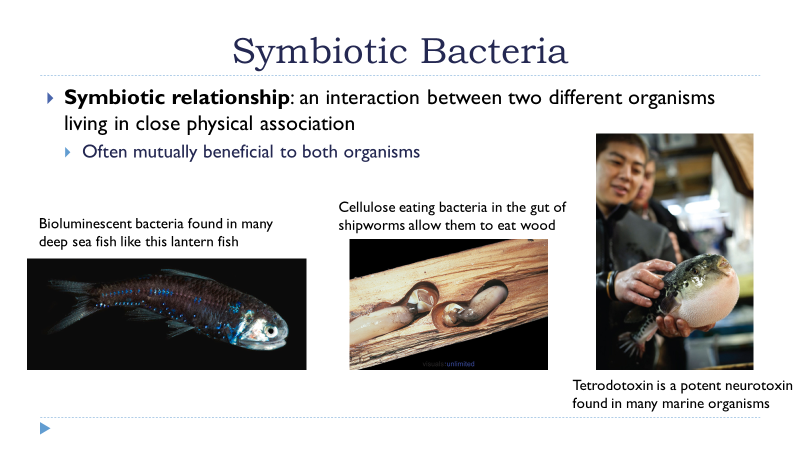 Symbiotic Bacteria
Symbiotic relationship: an interaction between two different organisms
living in close physical association
Often mutually beneficial to both organisms
Bioluminescent bacteria found in many
deep sea fish like this lantern fish
Cellulose eating bacteria in the gut of
shipworms allow them to eat wood
visualsunlimited
Tetrodotoxin is a potent neurotoxin
found in many marine organisms